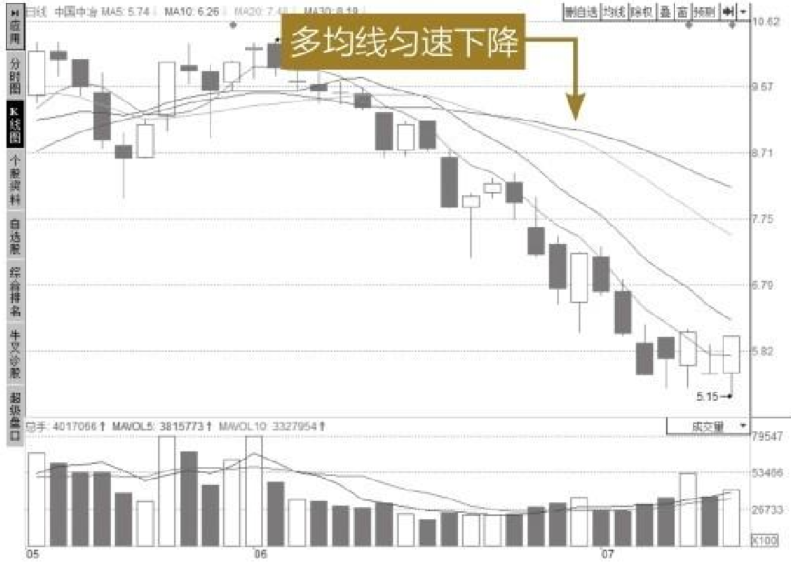 日线 中国中冶 MA5: 5.74 MA10: 6.26 MA20: 7.48 MA30: 8.19
删自选 均线 除权 叠 预测
多均线匀速下降
应用
分时图
K线图
个股资料
自选股
综合排名
牛叉诊股
超级盘口
10.62
9.57
8.71
7.75
6.79
5.82
5.15
总手: 4017066↑ MAVOL5: 3815773↑ MAVOL10: 3327954↑
成交量
79547
53466
26733
X100
05 06 07